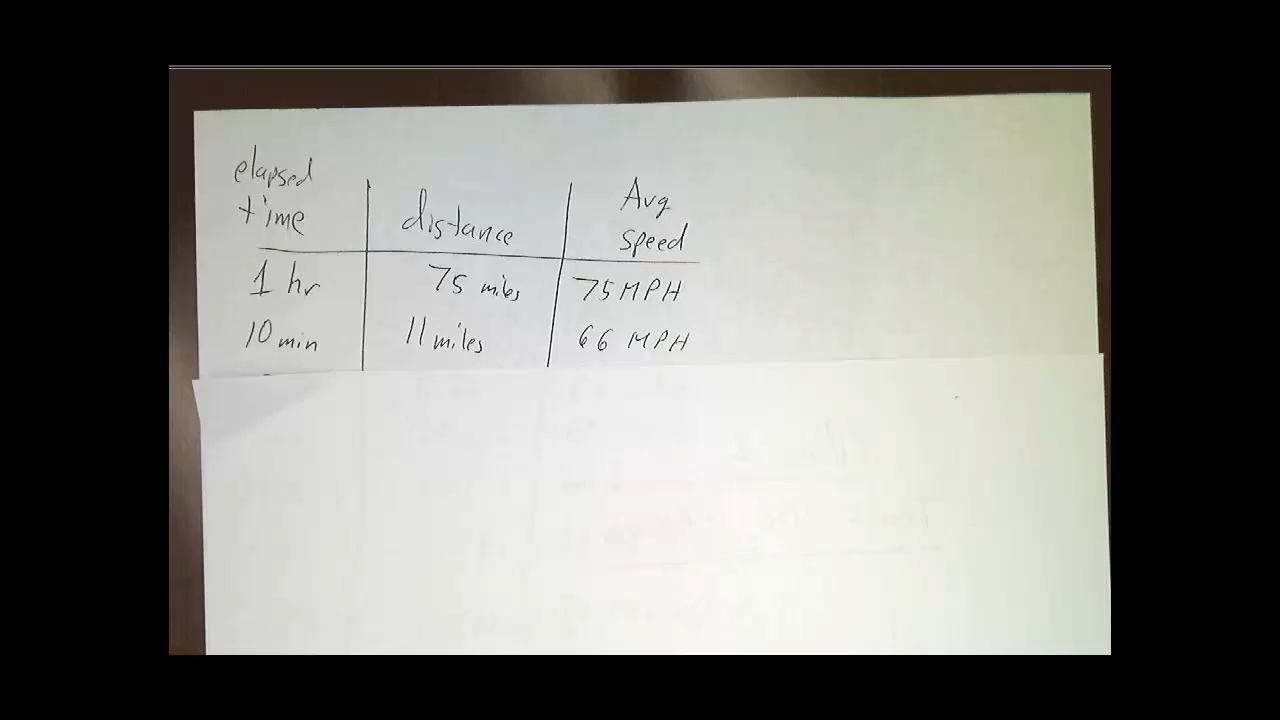 elapsed
time
distance
Avg
speed
1 hr 75 miles 75 MPH
10 min 11 miles 66 MPH